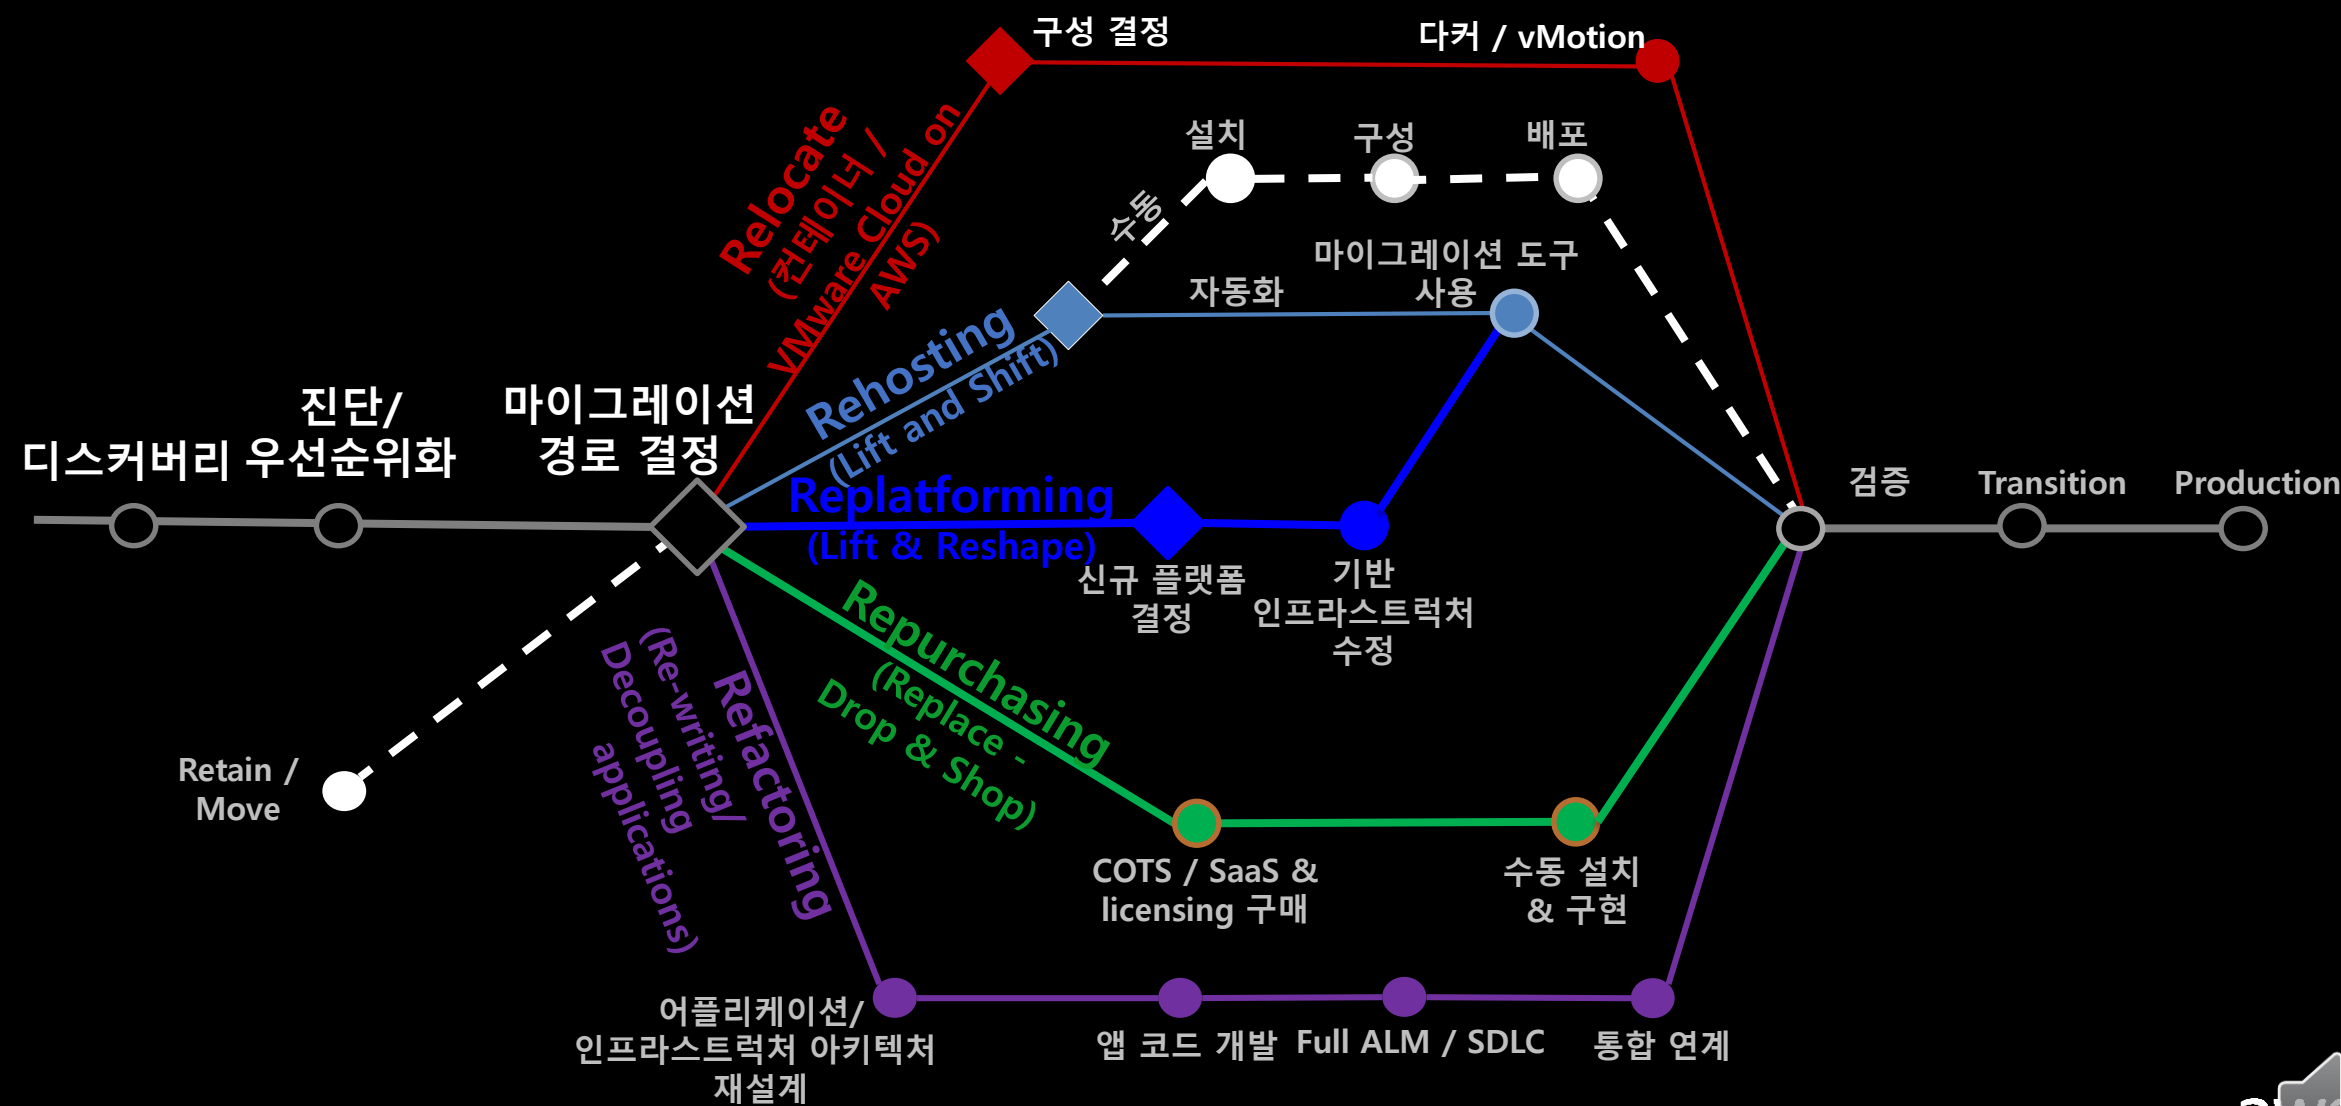 구성 결정
다커 / vMotion
Relocate
(컨테이너 /
VMware Cloud on
AWS)
설치
구성
배포
수동
마이그레이션 도구
사용
자동화
Rehosting
(Lift and Shift)
디스커버리
진단/
우선순위화
마이그레이션
경로 결정
Replatforming
(Lift & Reshape)
신규 플랫폼
결정
기반
인프라스트럭처
수정
검증
Transition
Production
Repurchasing
(Replace -
Drop & Shop)
Refactoring
(Re-writing/
Decoupling
applications)
Retain /
Move
COTS / SaaS &
licensing 구매
수동 설치
& 구현
어플리케이션/
인프라스트럭처 아키텍처
재설계
앱 코드 개발
Full ALM / SDLC
통합 연계